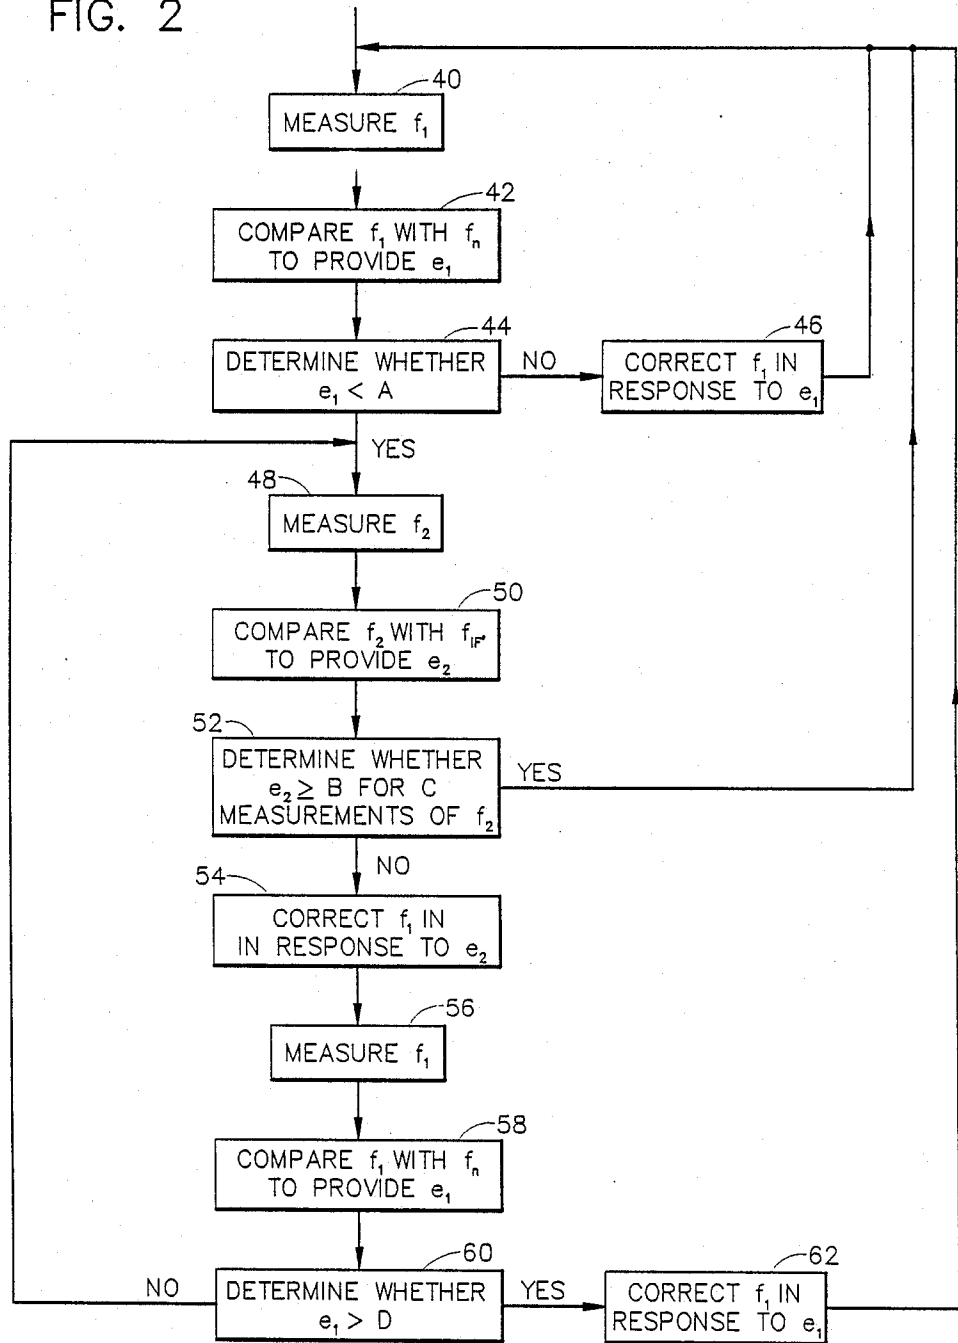 FIG. 2
40
MEASURE f₁
42
COMPARE f₁ WITH fₙ
TO PROVIDE e₁
44
DETERMINE WHETHER
e₁ < A
NO
46
CORRECT f₁ IN
RESPONSE TO e₁
YES
48
MEASURE f₂
50
COMPARE f₂ WITH f_IF'
TO PROVIDE e₂
52
DETERMINE WHETHER
e₂ ≥ B FOR C
MEASUREMENTS OF f₂
YES
NO
54
CORRECT f₁ IN
IN RESPONSE TO e₂
56
MEASURE f₁
58
COMPARE f₁ WITH fₙ
TO PROVIDE e₁
60
NO
DETERMINE WHETHER
e₁ > D
YES
62
CORRECT f₁ IN
RESPONSE TO e₁